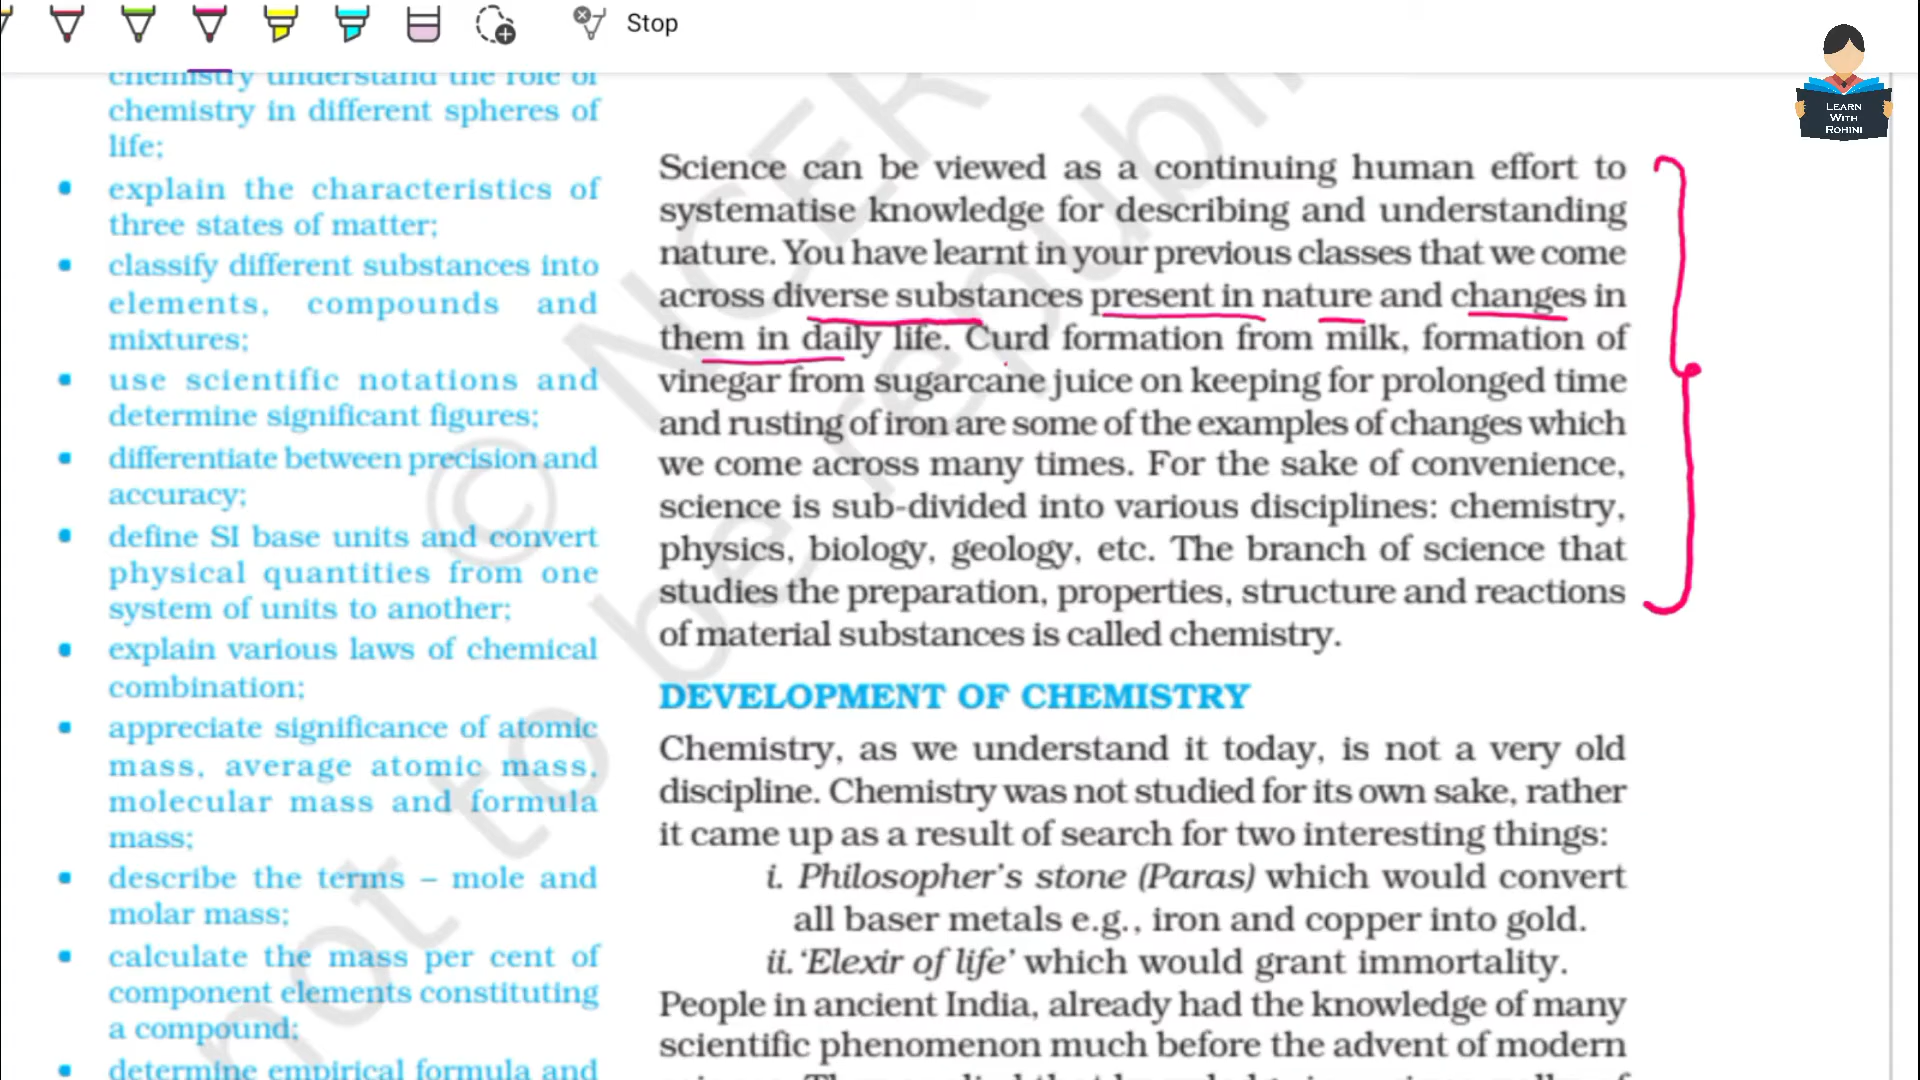 Stop
LEARN
With
ROHINI
chemistry understand the role of
chemistry in different spheres of
life;
• explain the characteristics of
three states of matter;
• classify different substances into
elements, compounds and
mixtures;
• use scientific notations and
determine significant figures;
• differentiate between precision and
accuracy;
• define SI base units and convert
physical quantities from one
system of units to another;
• explain various laws of chemical
combination;
• appreciate significance of atomic
mass, average atomic mass,
molecular mass and formula
mass;
• describe the terms – mole and
molar mass;
• calculate the mass per cent of
component elements constituting
a compound;
• determine empirical formula and
Science can be viewed as a continuing human effort to
systematise knowledge for describing and understanding
nature. You have learnt in your previous classes that we come
across diverse substances present in nature and changes in
them in daily life. Curd formation from milk, formation of
vinegar from sugarcane juice on keeping for prolonged time
and rusting of iron are some of the examples of changes which
we come across many times. For the sake of convenience,
science is sub-divided into various disciplines: chemistry,
physics, biology, geology, etc. The branch of science that
studies the preparation, properties, structure and reactions
of material substances is called chemistry.
DEVELOPMENT OF CHEMISTRY
Chemistry, as we understand it today, is not a very old
discipline. Chemistry was not studied for its own sake, rather
it came up as a result of search for two interesting things:
i. Philosopher's stone (Paras) which would convert
all baser metals e.g., iron and copper into gold.
ii. 'Elexir of life' which would grant immortality.
People in ancient India, already had the knowledge of many
scientific phenomenon much before the advent of modern
© NCER
not to be republi